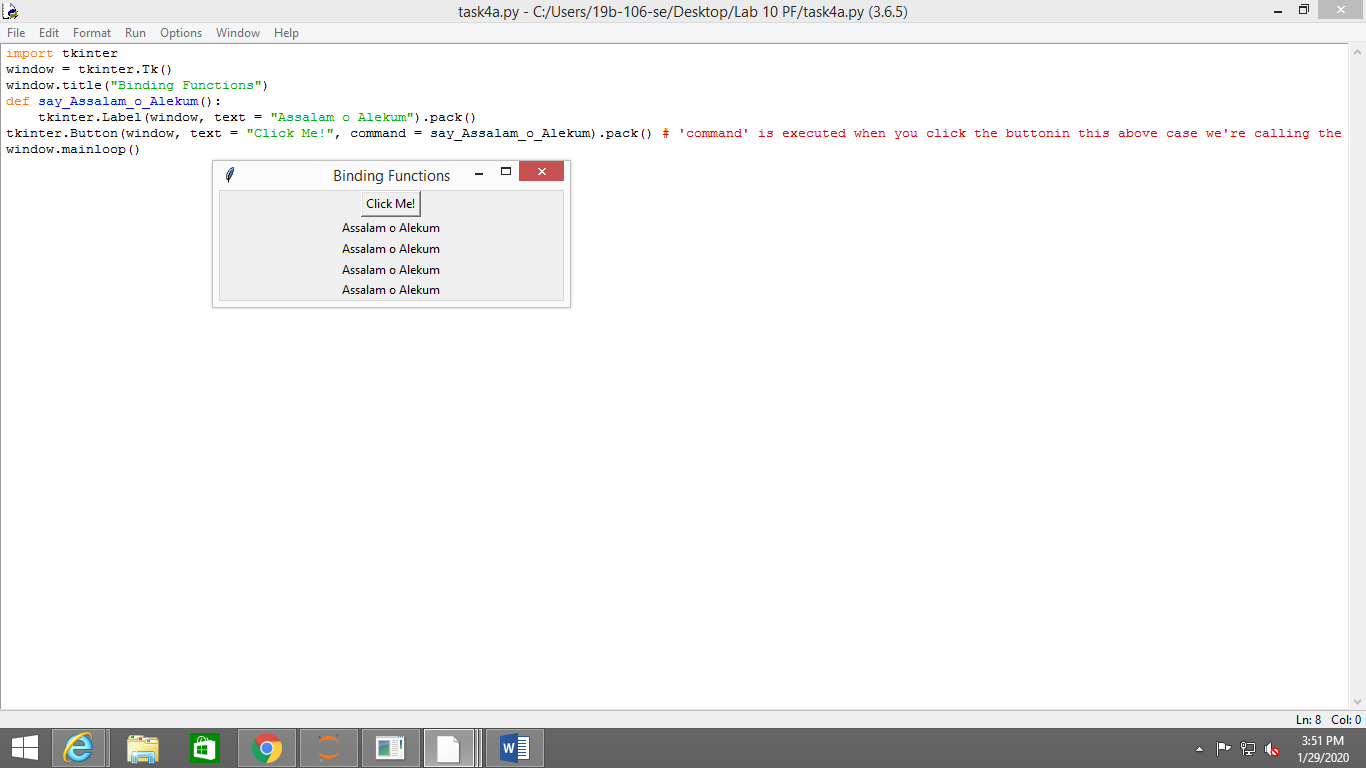 task4a.py - C:/Users/19b-106-se/Desktop/Lab 10 PF/task4a.py (3.6.5)
File Edit Format Run Options Window Help
import tkinter
window = tkinter.Tk()
window.title("Binding Functions")
def say_Assalam_o_Alekum():
    tkinter.Label(window, text = "Assalam o Alekum").pack()
tkinter.Button(window, text = "Click Me!", command = say_Assalam_o_Alekum).pack() # 'command' is executed when you click the buttonin this above case we're calling the
window.mainloop()
Binding Functions
Click Me!
Assalam o Alekum
Assalam o Alekum
Assalam o Alekum
Assalam o Alekum
Ln: 8 Col: 0
3:51 PM
1/29/2020